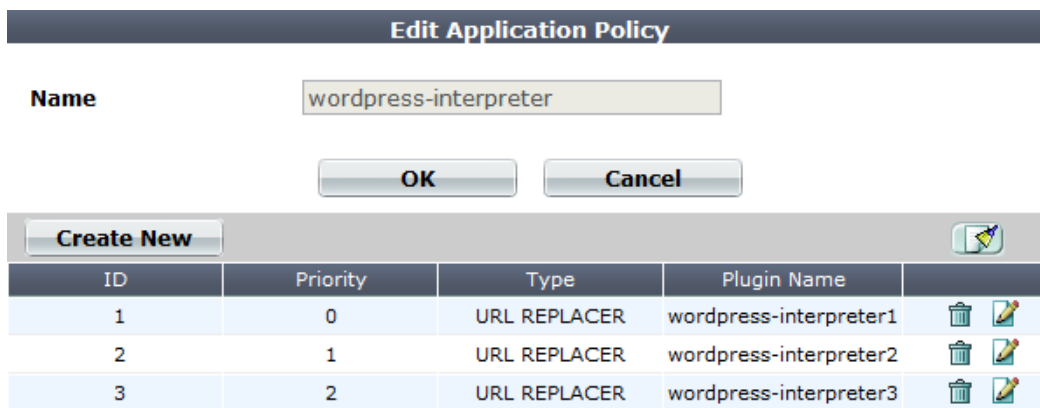 Edit Application Policy
Name wordpress-interpreter
OK Cancel
Create New
ID Priority Type Plugin Name
1 0 URL REPLACER wordpress-interpreter1
2 1 URL REPLACER wordpress-interpreter2
3 2 URL REPLACER wordpress-interpreter3